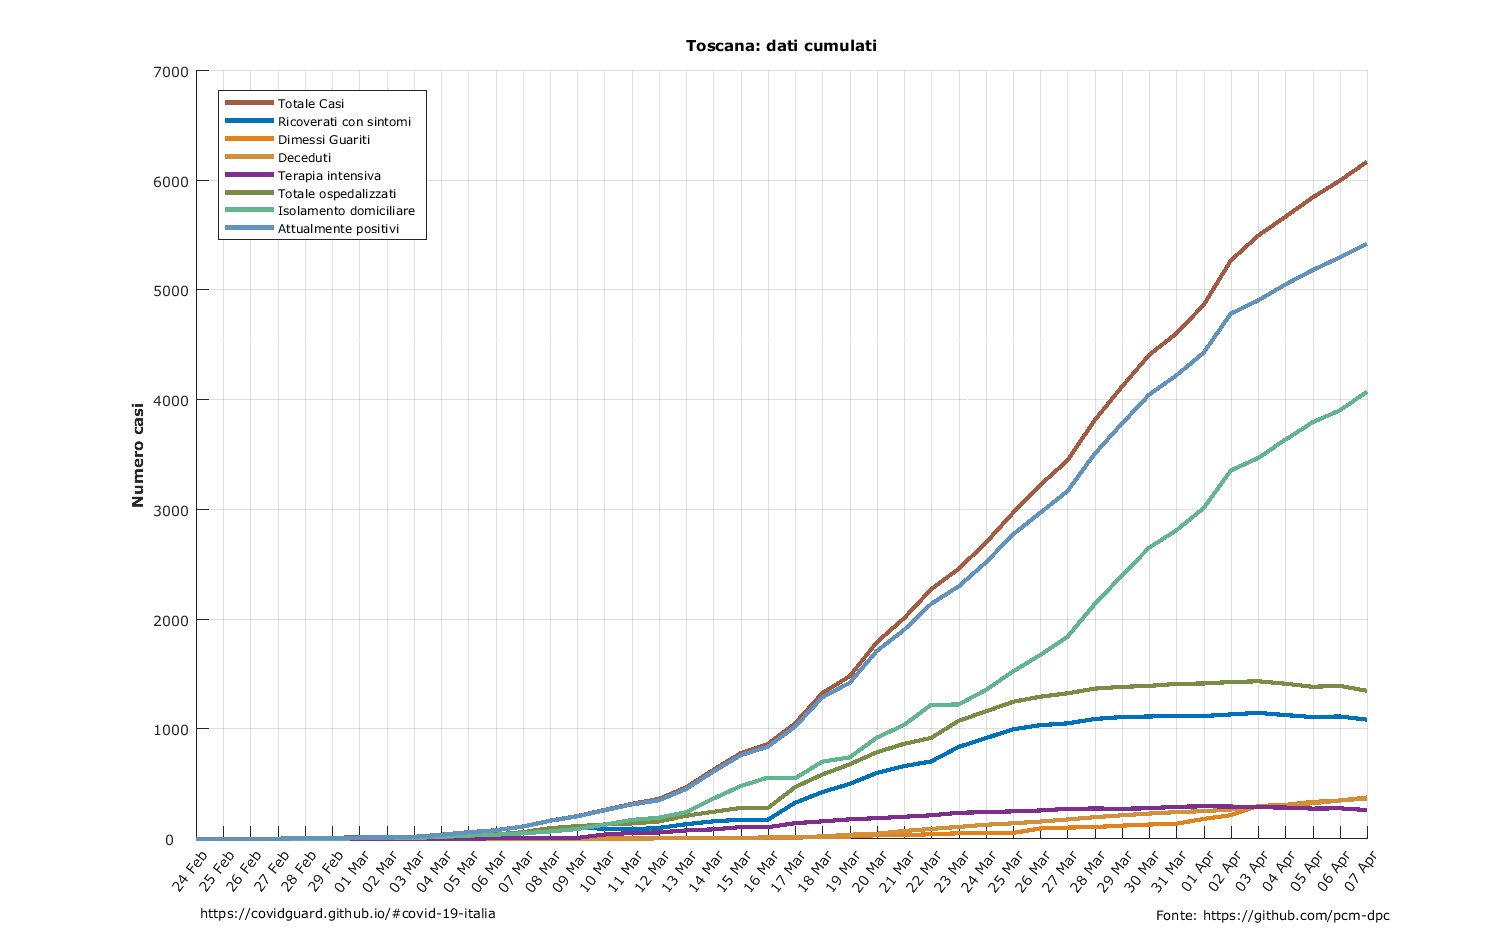 Toscana: dati cumulati
7000
6000
5000
4000
3000
2000
1000
0
Numero casi
Totale Casi
Ricoverati con sintomi
Dimessi Guariti
Deceduti
Terapia intensiva
Totale ospedalizzati
Isolamento domiciliare
Attualmente positivi
24 Feb
25 Feb
26 Feb
27 Feb
28 Feb
29 Feb
01 Mar
02 Mar
03 Mar
04 Mar
05 Mar
06 Mar
07 Mar
08 Mar
09 Mar
10 Mar
11 Mar
12 Mar
13 Mar
14 Mar
15 Mar
16 Mar
17 Mar
18 Mar
19 Mar
20 Mar
21 Mar
22 Mar
23 Mar
24 Mar
25 Mar
26 Mar
27 Mar
28 Mar
29 Mar
30 Mar
31 Mar
01 Apr
02 Apr
03 Apr
04 Apr
05 Apr
06 Apr
07 Apr
https://covidguard.github.io/#covid-19-italia
Fonte: https://github.com/pcm-dpc